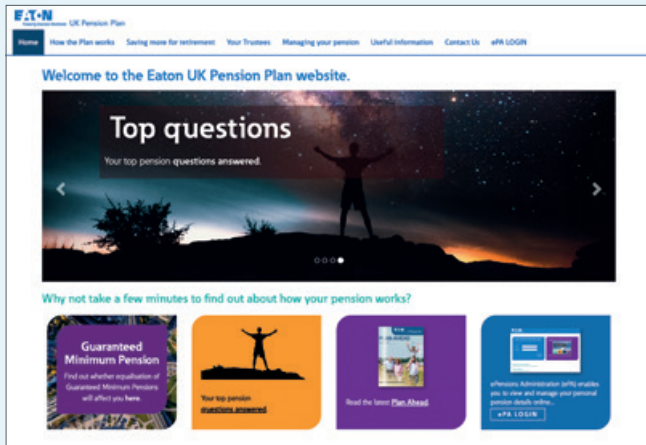 EATON
UK Pension Plan
Home How the Plan works Saving more for retirement Your Trustees Managing your pension Useful Information Contact Us ePA LOGIN
Welcome to the Eaton UK Pension Plan website.
Top questions
Your top pension questions answered.
Why not take a few minutes to find out about how your pension works?
Guaranteed
Minimum Pension
Find out whether equalisation of
Guaranteed Minimum Pensions
will affect you here.
Your top pension
questions answered.
Read the latest Plan Ahead.
ePensions Administration (ePA) enables
you to view and manage your personal
pension details online...
ePA LOGIN